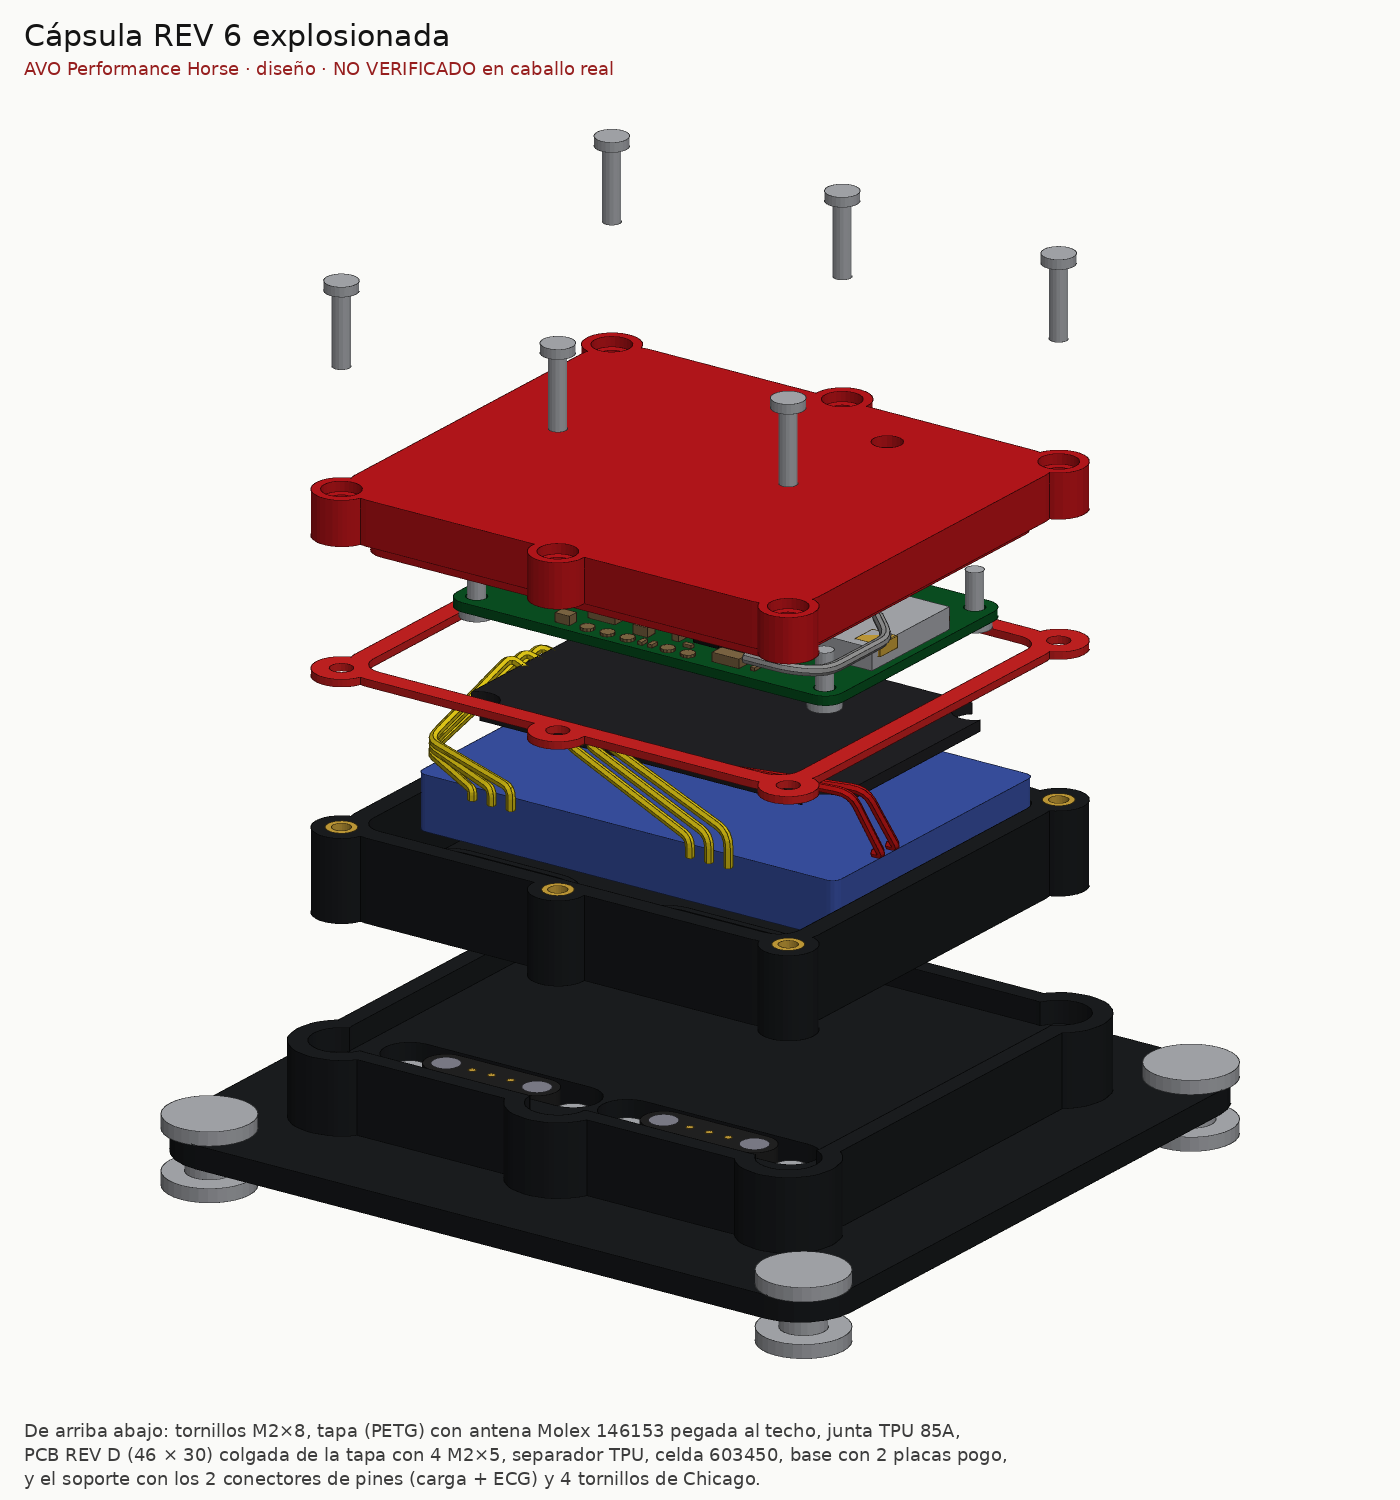 Cápsula REV 6 explosionada
AVO Performance Horse · diseño · NO VERIFICADO en caballo real
De arriba abajo: tornillos M2×8, tapa (PETG) con antena Molex 146153 pegada al techo, junta TPU 85A,
PCB REV D (46 × 30) colgada de la tapa con 4 M2×5, separador TPU, celda 603450, base con 2 placas pogo,
y el soporte con los 2 conectores de pines (carga + ECG) y 4 tornillos de Chicago.